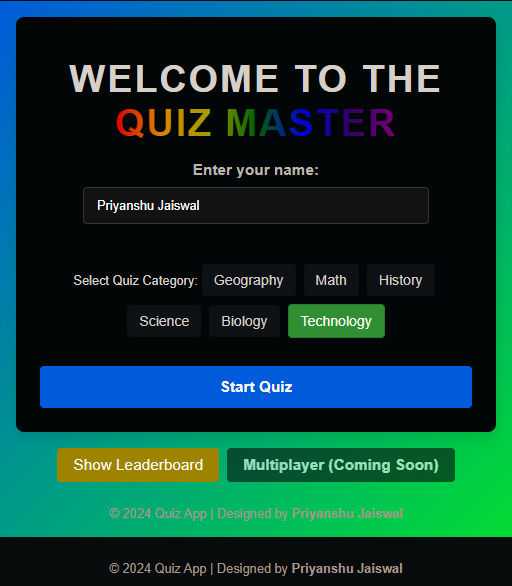 WELCOME TO THE
QUIZ MASTER
Enter your name:
Priyanshu Jaiswal
Select Quiz Category: Geography Math History
Science Biology Technology
Start Quiz
Show Leaderboard Multiplayer (Coming Soon)
© 2024 Quiz App | Designed by Priyanshu Jaiswal
© 2024 Quiz App | Designed by Priyanshu Jaiswal